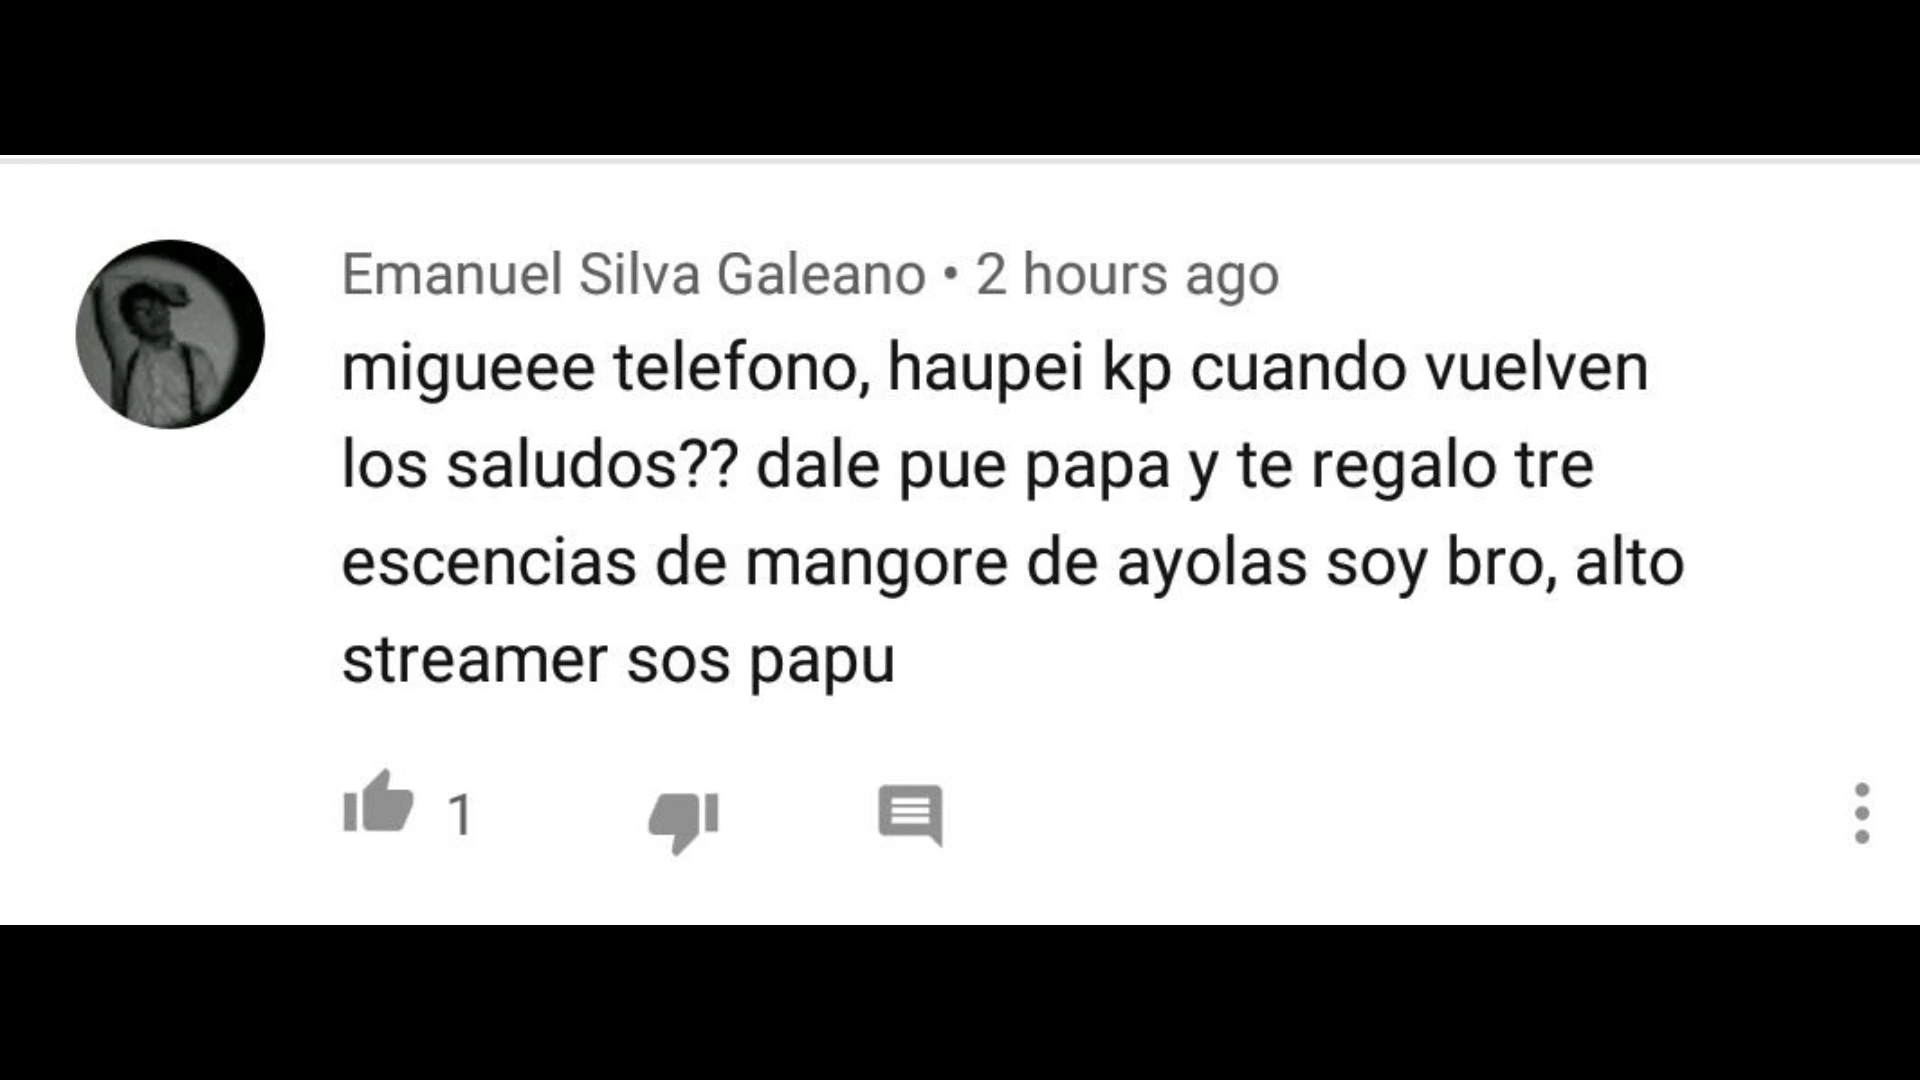 Emanuel Silva Galeano • 2 hours ago
migueee telefono, haupei kp cuando vuelven
los saludos?? dale pue papa y te regalo tre
escencias de mangore de ayolas soy bro, alto
streamer sos papu
1